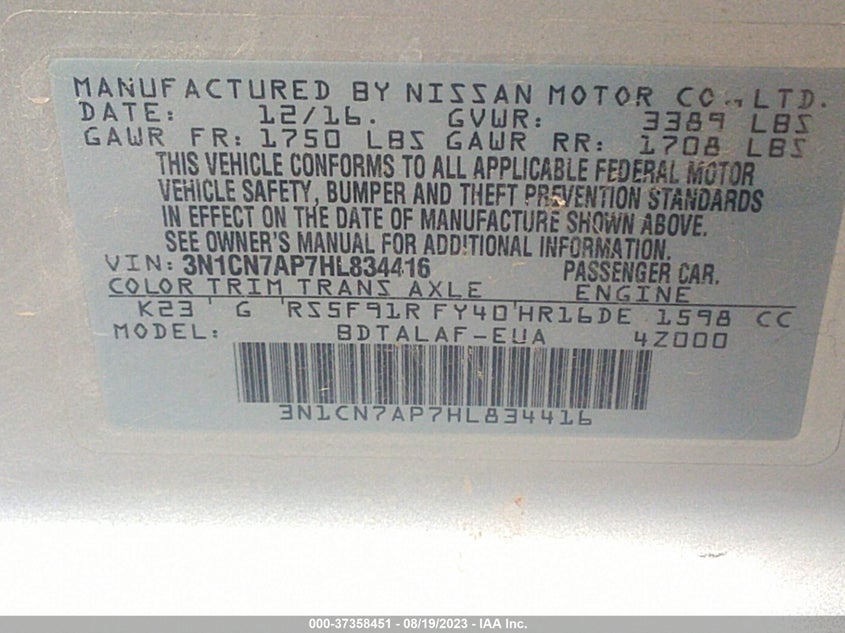 MANUFACTURED BY NISSAN MOTOR CO., LTD.
DATE: 12/16. GVWR: 3389 LBS
GAWR FR: 1750 LBS GAWR RR: 1708 LBS
THIS VEHICLE CONFORMS TO ALL APPLICABLE FEDERAL MOTOR
VEHICLE SAFETY, BUMPER AND THEFT PREVENTION STANDARDS
IN EFFECT ON THE DATE OF MANUFACTURE SHOWN ABOVE.
SEE OWNER'S MANUAL FOR ADDITIONAL INFORMATION.
VIN: 3N1CN7AP7HL834416 PASSENGER CAR.
COLOR TRIM TRANS AXLE ENGINE
K23 ' G 'RS5F91R FY40'HR16DE 1598 CC
MODEL: BDTALAF-EUA 4Z000
3N1CN7AP7HL834416
000-37358451 - 08/19/2023 - IAA Inc.